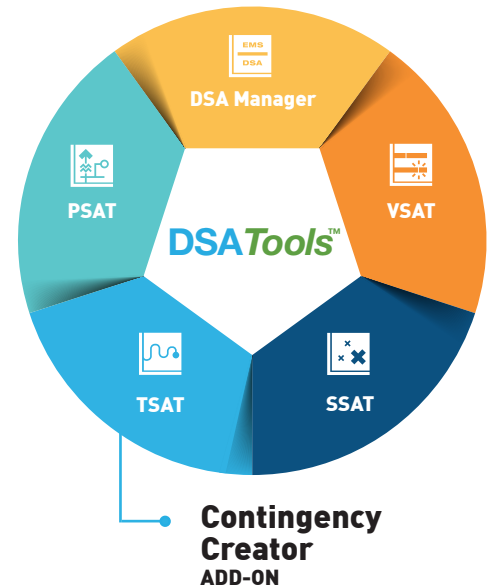 EMS
DSA
DSA Manager
PSAT
VSAT
DSATools™
TSAT
SSAT
Contingency
Creator
ADD-ON